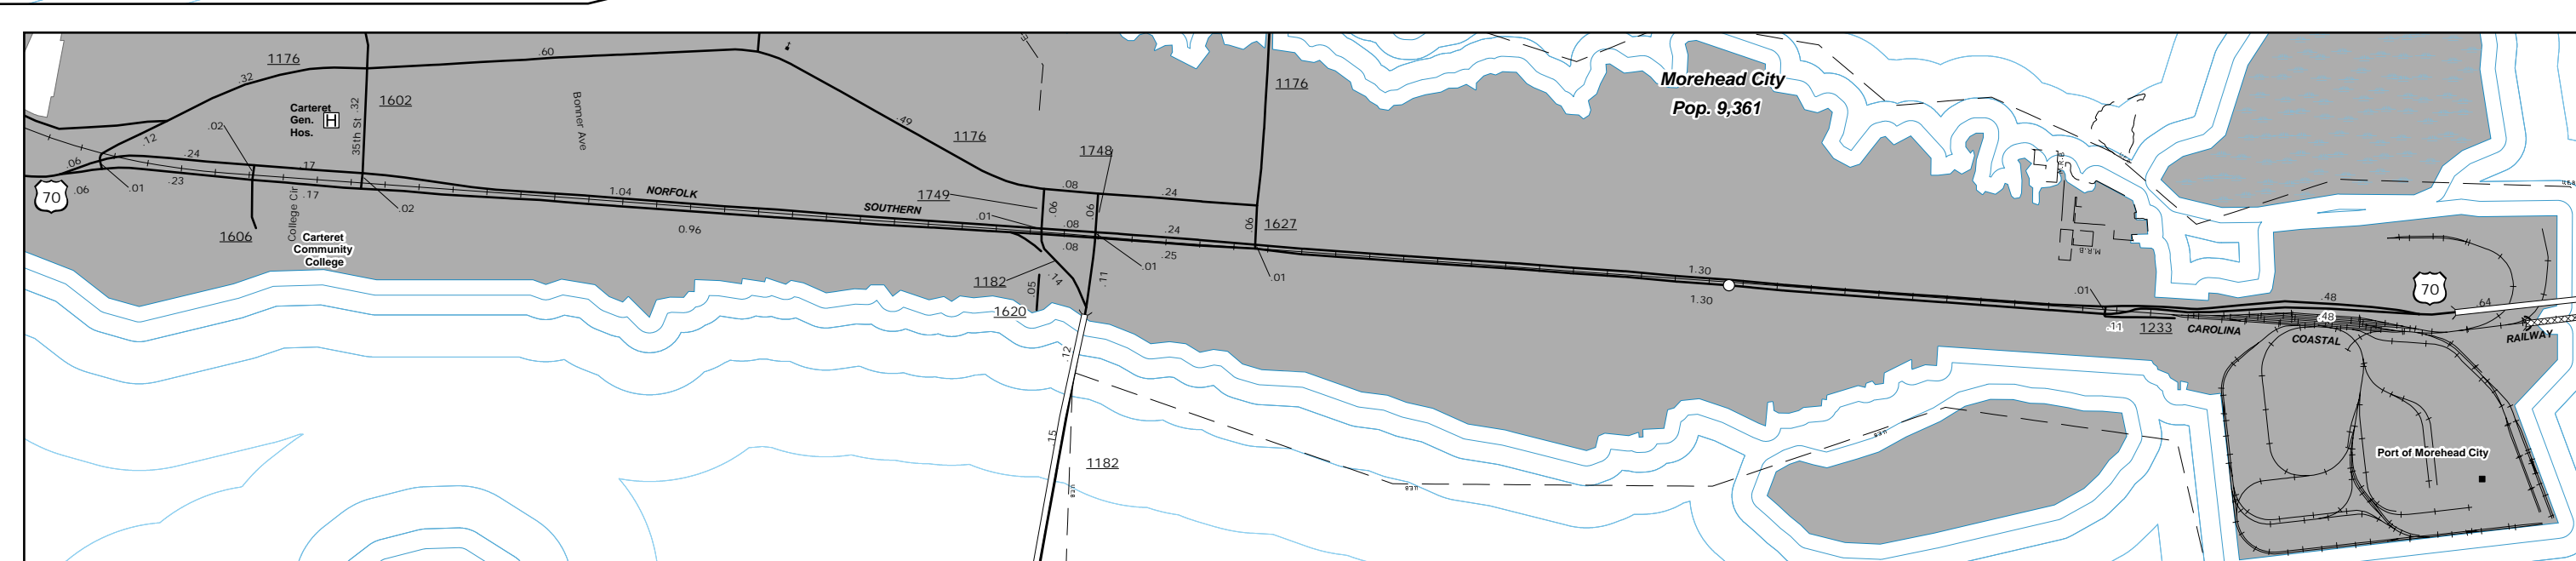 1176
.32
.60
Carteret
Gen.
Hos.
H
.02
.12
35th St
.32
1602
Bonner Ave
.49
1176
1748
1176
Morehead City
Pop. 9,361
M.R.B
.06
.24
.17
70
.06
.01
.23
.17
.02
1606
College Cir
Carteret
Community
College
1.04
NORFOLK
0.96
SOUTHERN
1749
.01
.08
.06
.06
.24
.08
.08
.24
.25
.01
.06
1627
.01
1182
.14
.11
.05
1620
.12
.15
1182
1.30
1.30
M.R.B
.01
.11
1233
.48
.48
70
.64
CAROLINA
COASTAL
RAILWAY
Port of Morehead City